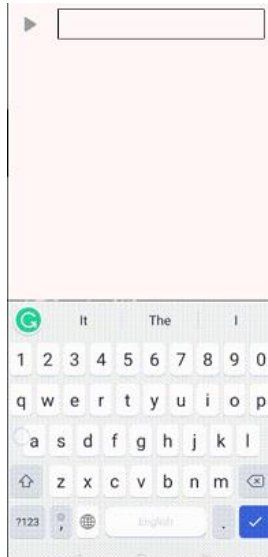 It The I
1 2 3 4 5 6 7 8 9 0
q w e r t y u i o p
a s d f g h j k l
z x c v b n m
?123 , English .